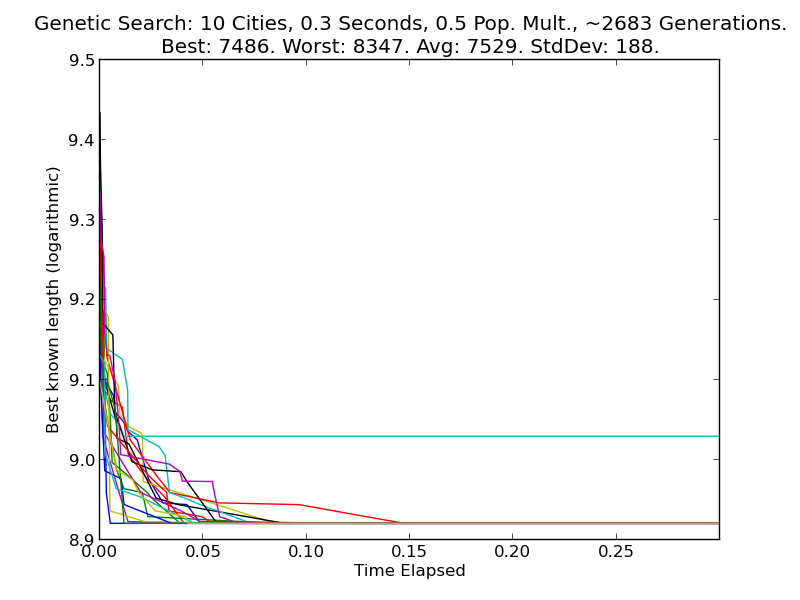 Genetic Search: 10 Cities, 0.3 Seconds, 0.5 Pop. Mult., ~2683 Generations.
Best: 7486. Worst: 8347. Avg: 7529. StdDev: 188.
9.5
9.4
9.3
9.2
9.1
9.0
8.9
Best known length (logarithmic)
0.00 0.05 0.10 0.15 0.20 0.25
Time Elapsed